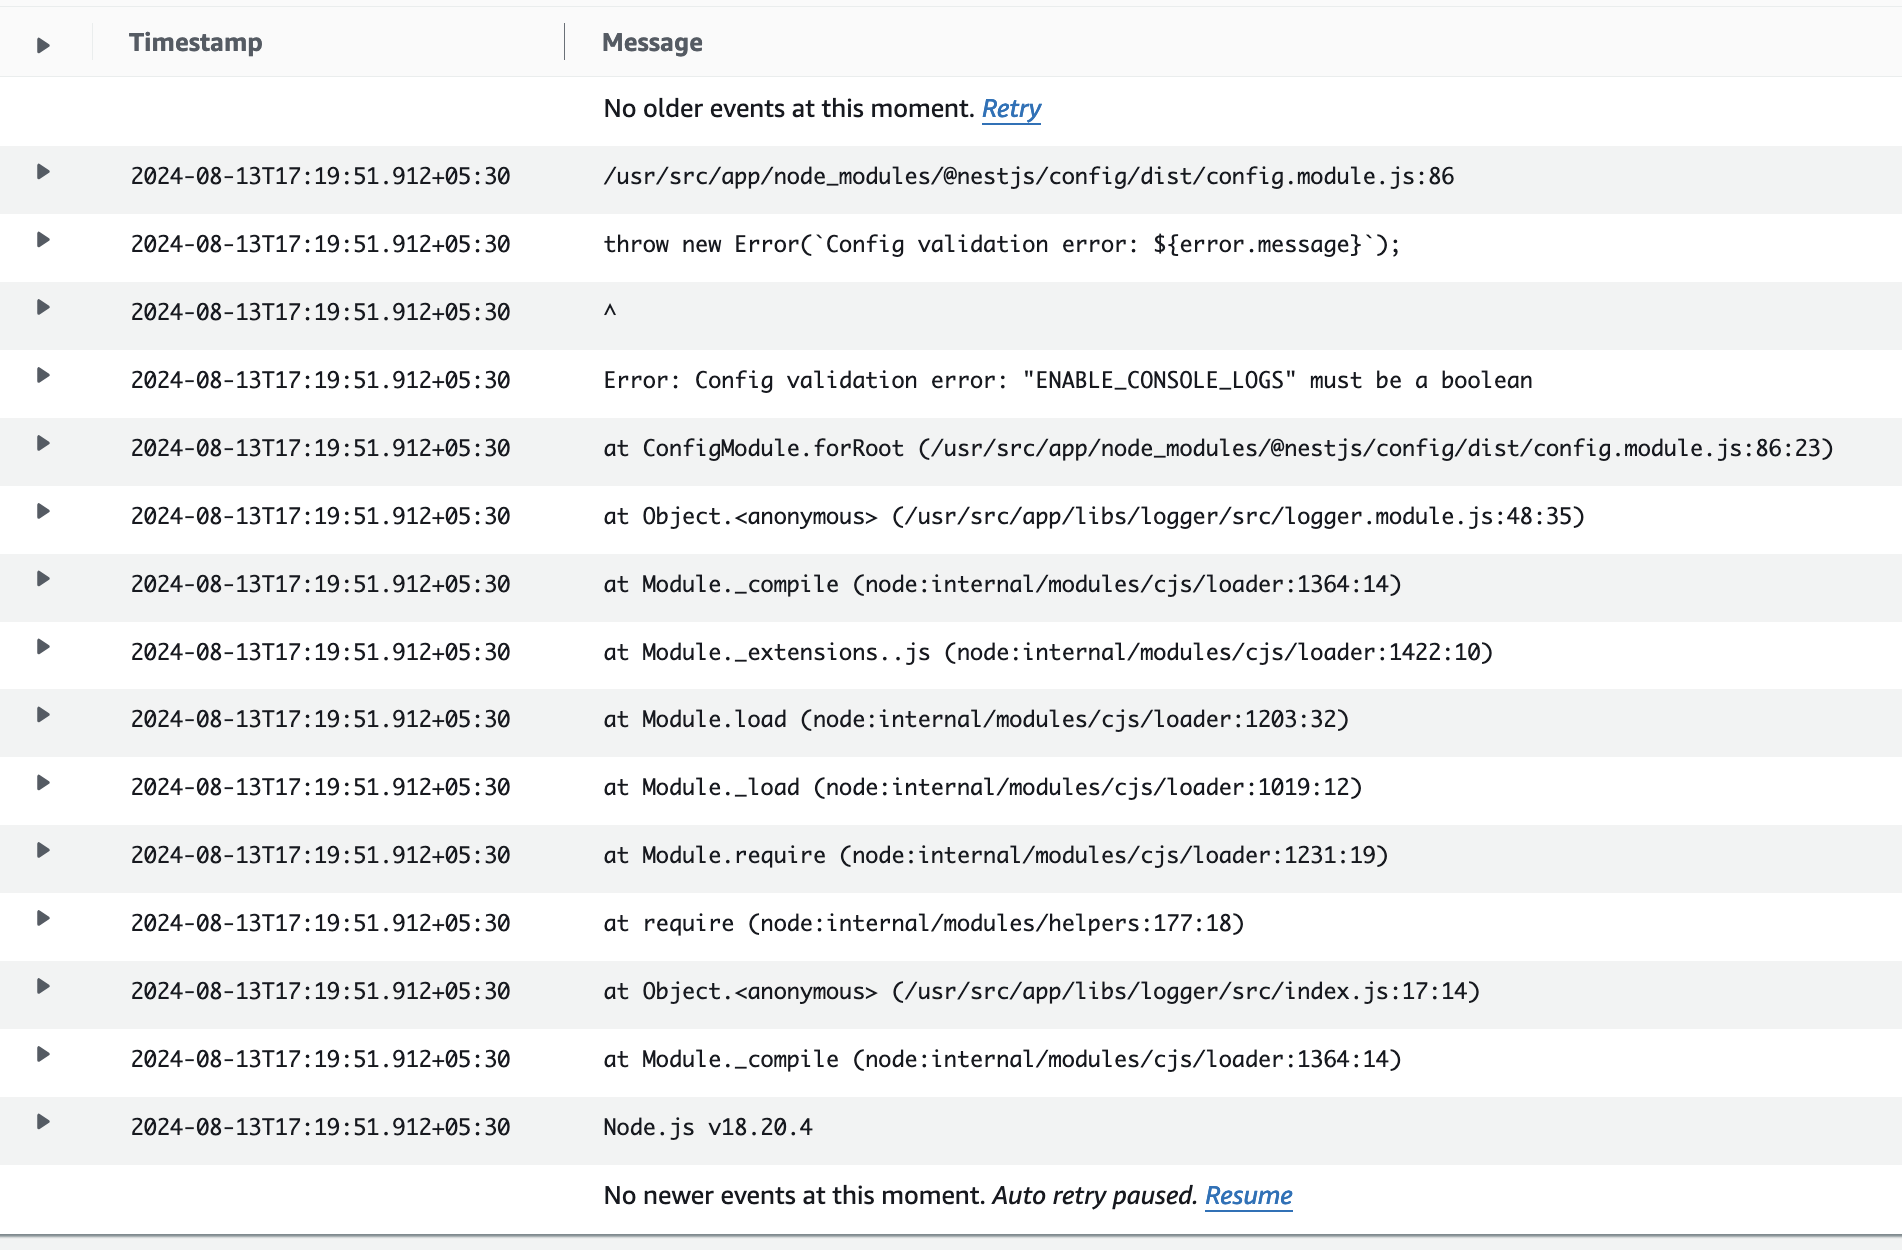 Timestamp Message
No older events at this moment. Retry
2024-08-13T17:19:51.912+05:30 /usr/src/app/node_modules/@nestjs/config/dist/config.module.js:86
2024-08-13T17:19:51.912+05:30 throw new Error(`Config validation error: ${error.message}`);
2024-08-13T17:19:51.912+05:30 ^
2024-08-13T17:19:51.912+05:30 Error: Config validation error: "ENABLE_CONSOLE_LOGS" must be a boolean
2024-08-13T17:19:51.912+05:30 at ConfigModule.forRoot (/usr/src/app/node_modules/@nestjs/config/dist/config.module.js:86:23)
2024-08-13T17:19:51.912+05:30 at Object.<anonymous> (/usr/src/app/libs/logger/src/logger.module.js:48:35)
2024-08-13T17:19:51.912+05:30 at Module._compile (node:internal/modules/cjs/loader:1364:14)
2024-08-13T17:19:51.912+05:30 at Module._extensions..js (node:internal/modules/cjs/loader:1422:10)
2024-08-13T17:19:51.912+05:30 at Module.load (node:internal/modules/cjs/loader:1203:32)
2024-08-13T17:19:51.912+05:30 at Module._load (node:internal/modules/cjs/loader:1019:12)
2024-08-13T17:19:51.912+05:30 at Module.require (node:internal/modules/cjs/loader:1231:19)
2024-08-13T17:19:51.912+05:30 at require (node:internal/modules/helpers:177:18)
2024-08-13T17:19:51.912+05:30 at Object.<anonymous> (/usr/src/app/libs/logger/src/index.js:17:14)
2024-08-13T17:19:51.912+05:30 at Module._compile (node:internal/modules/cjs/loader:1364:14)
2024-08-13T17:19:51.912+05:30 Node.js v18.20.4
No newer events at this moment. Auto retry paused. Resume